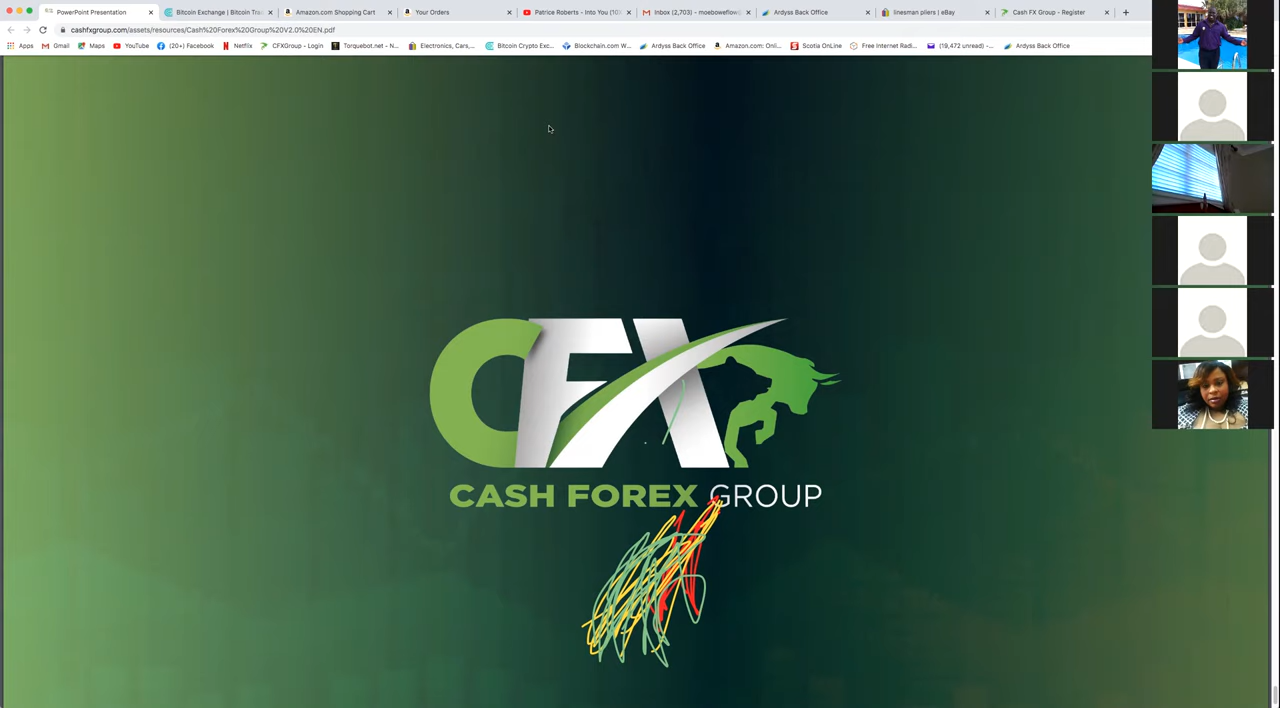 PowerPoint Presentation
Bitcoin Exchange | Bitcoin Tra
Amazon.com Shopping Cart
Your Orders
Patrice Roberts - Into You (10
Inbox (2,703) – moeboweflow
Ardyss Back Office
linesman pliers | eBay
Cash FX Group - Register
cashfxgroup.com/assets/resources/Cash%20Forex%20Group%20V2.0%20EN.pdf
Apps
Gmail
Maps
YouTube
(20+) Facebook
Netflix
CFXGroup - Login
Torquebot.net - N...
Electronics, Cars,...
Bitcoin Crypto Exc...
Blockchain.com W...
Ardyss Back Office
Amazon.com: Onli...
Scotia OnLine
Free Internet Radi...
(19,472 unread) -...
Ardyss Back Office
CFX
CASH FOREX GROUP